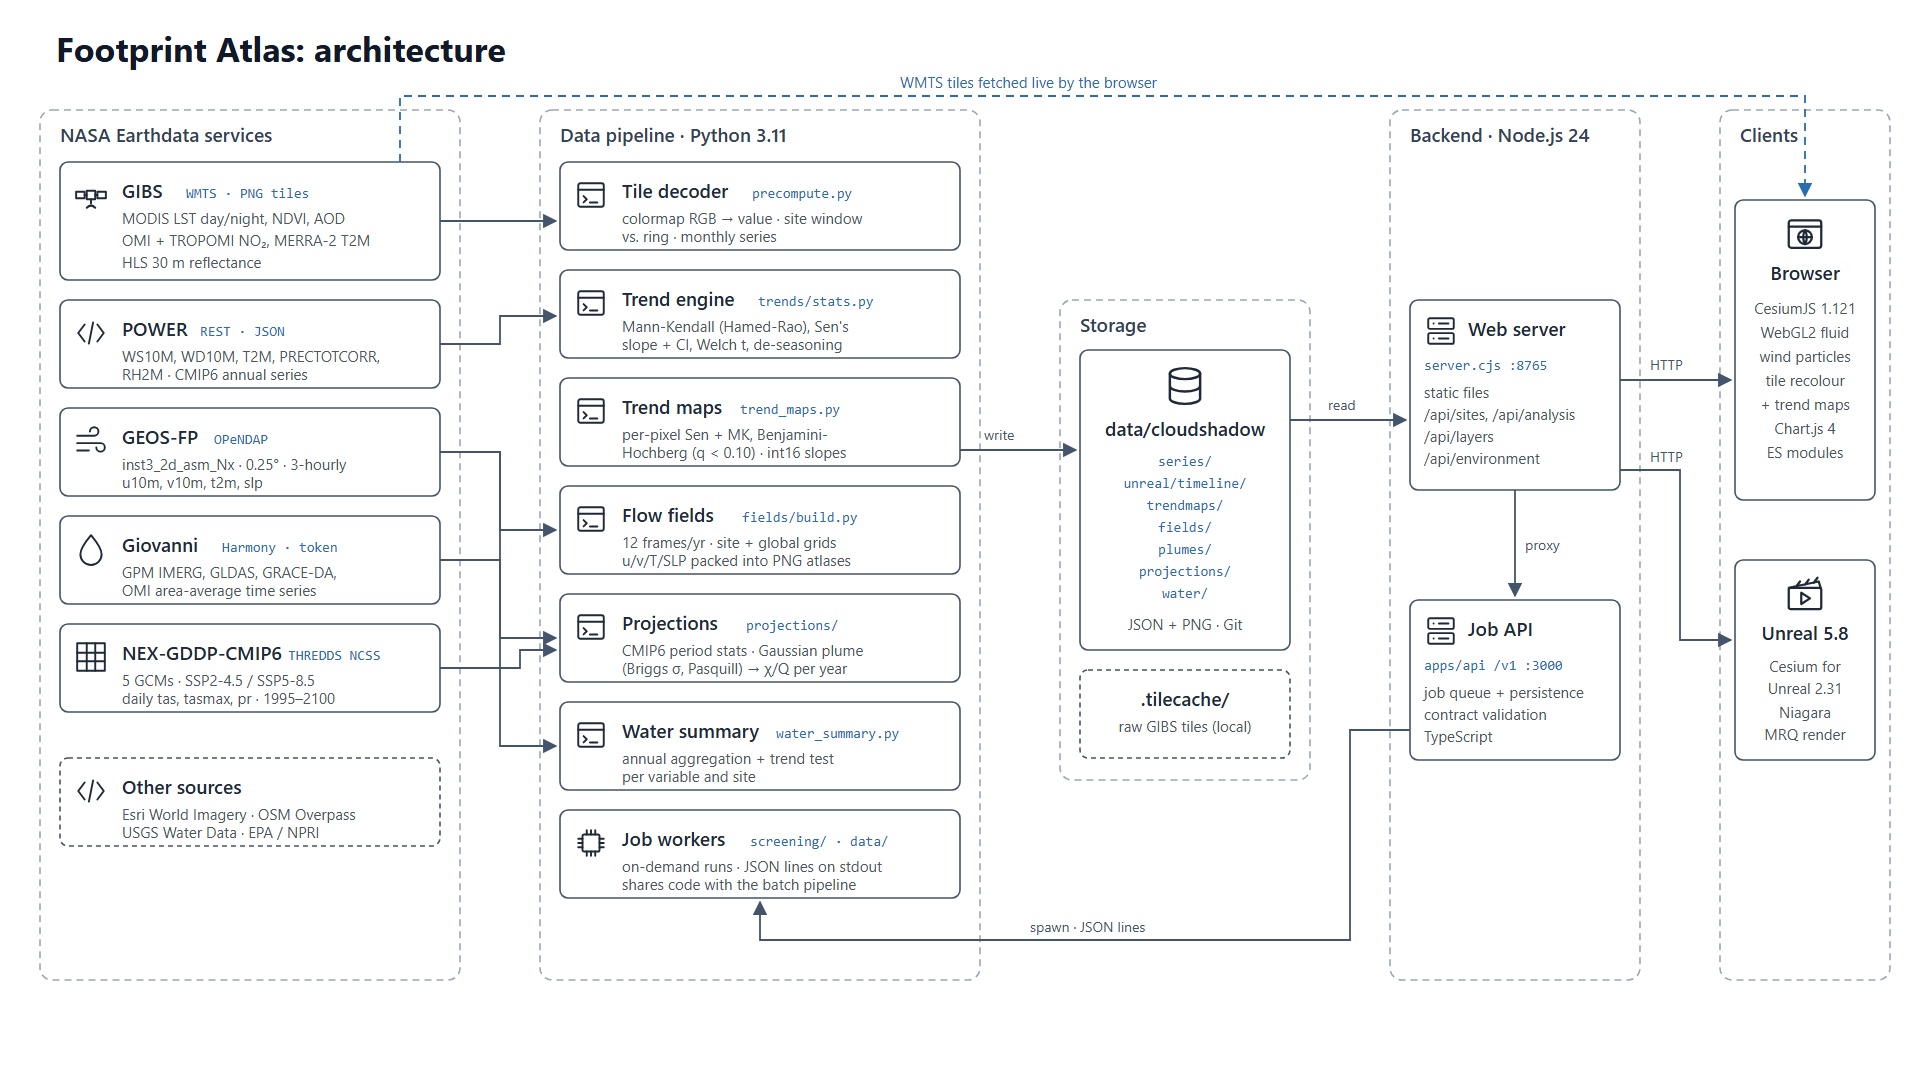 Footprint Atlas: architecture
WMTS tiles fetched live by the browser
NASA Earthdata services
GIBS WMTS · PNG tiles
MODIS LST day/night, NDVI, AOD
OMI + TROPOMI NO₂, MERRA-2 T2M
HLS 30 m reflectance
POWER REST · JSON
WS10M, WD10M, T2M, PRECTOTCORR,
RH2M · CMIP6 annual series
GEOS-FP OPeNDAP
inst3_2d_asm_Nx · 0.25° · 3-hourly
u10m, v10m, t2m, slp
Giovanni Harmony · token
GPM IMERG, GLDAS, GRACE-DA,
OMI area-average time series
NEX-GDDP-CMIP6 THREDDS NCSS
5 GCMs · SSP2-4.5 / SSP5-8.5
daily tas, tasmax, pr · 1995–2100
Other sources
Esri World Imagery · OSM Overpass
USGS Water Data · EPA / NPRI
Data pipeline · Python 3.11
Tile decoder precompute.py
colormap RGB → value · site window
vs. ring · monthly series
Trend engine trends/stats.py
Mann-Kendall (Hamed-Rao), Sen's
slope + CI, Welch t, de-seasoning
Trend maps trend_maps.py
per-pixel Sen + MK, Benjamini-
Hochberg (q < 0.10) · int16 slopes
Flow fields fields/build.py
12 frames/yr · site + global grids
u/v/T/SLP packed into PNG atlases
Projections projections/
CMIP6 period stats · Gaussian plume
(Briggs σ, Pasquill) → χ/Q per year
Water summary water_summary.py
annual aggregation + trend test
per variable and site
Job workers screening/ · data/
on-demand runs · JSON lines on stdout
shares code with the batch pipeline
write
spawn · JSON lines
Storage
data/cloudshadow
series/
unreal/timeline/
trendmaps/
fields/
plumes/
projections/
water/
JSON + PNG · Git
.tilecache/
raw GIBS tiles (local)
read
Backend · Node.js 24
Web server
server.cjs :8765
static files
/api/sites, /api/analysis
/api/layers
/api/environment
proxy
Job API
apps/api /v1 :3000
job queue + persistence
contract validation
TypeScript
HTTP
HTTP
Clients
Browser
CesiumJS 1.121
WebGL2 fluid
wind particles
tile recolour
+ trend maps
Chart.js 4
ES modules
Unreal 5.8
Cesium for
Unreal 2.31
Niagara
MRQ render